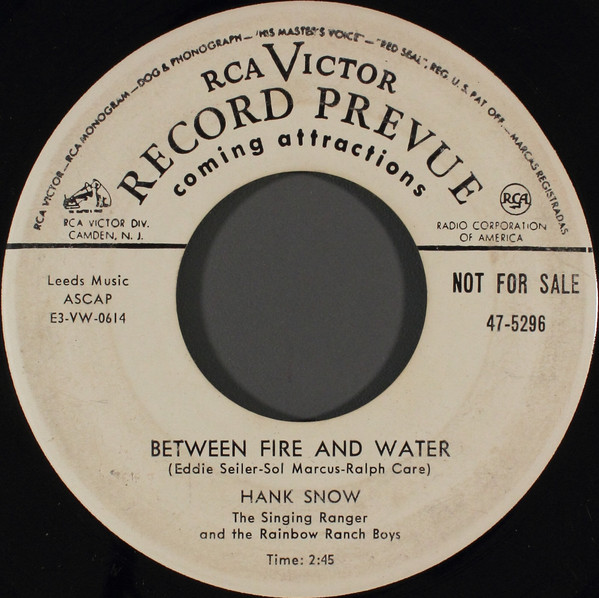 RCA VICTOR—RCA MONOGRAM—DOG & PHONOGRAPH—"HIS MASTER'S VOICE"—"RED SEAL", REG. U. S. PAT. OFF.—MARCAS REGISTRADAS
RCA VICTOR
RECORD PREVUE
coming attractions
RCA
RCA VICTOR DIV.
CAMDEN, N. J.
RADIO CORPORATION
OF AMERICA
Leeds Music
ASCAP
E3-VW-0614
NOT FOR SALE
47-5296
BETWEEN FIRE AND WATER
(Eddie Seiler-Sol Marcus-Ralph Care)
HANK SNOW
The Singing Ranger
and the Rainbow Ranch Boys
Time: 2:45